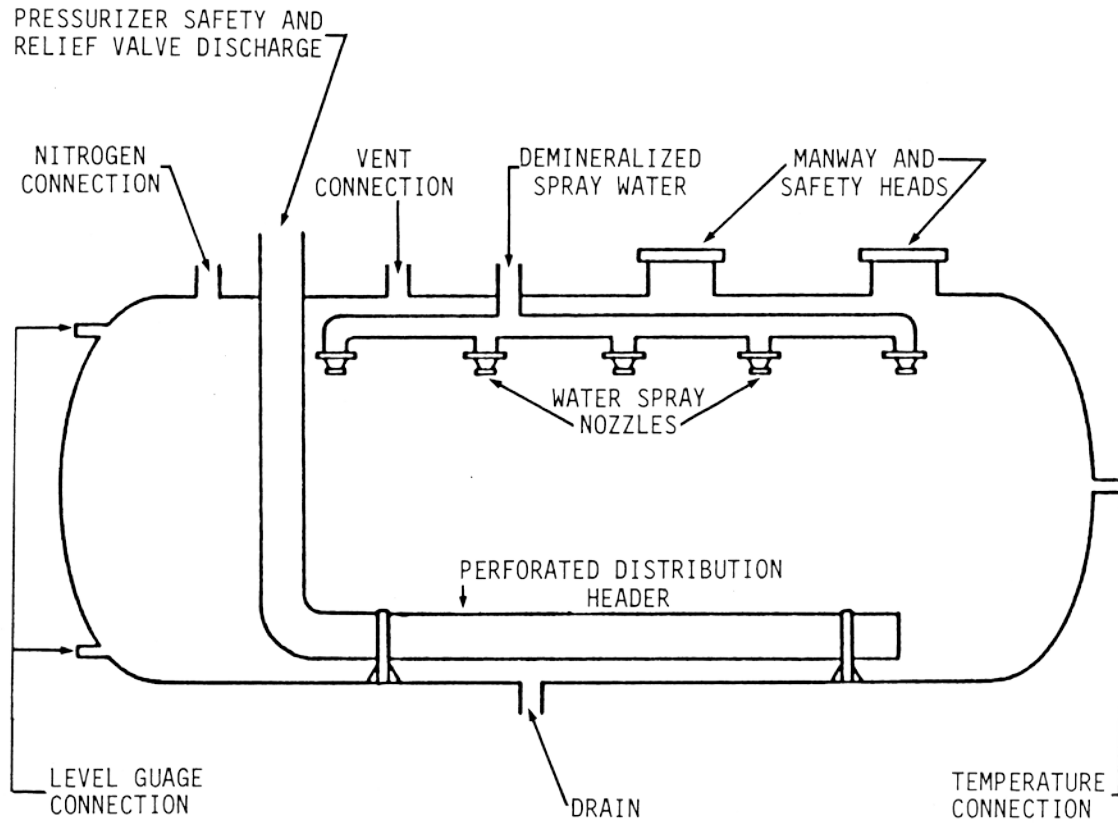 PRESSURIZER SAFETY AND
RELIEF VALVE DISCHARGE
NITROGEN
CONNECTION
VENT
CONNECTION
DEMINERALIZED
SPRAY WATER
MANWAY AND
SAFETY HEADS
WATER SPRAY
NOZZLES
PERFORATED DISTRIBUTION
HEADER
LEVEL GUAGE
CONNECTION
DRAIN
TEMPERATURE
CONNECTION